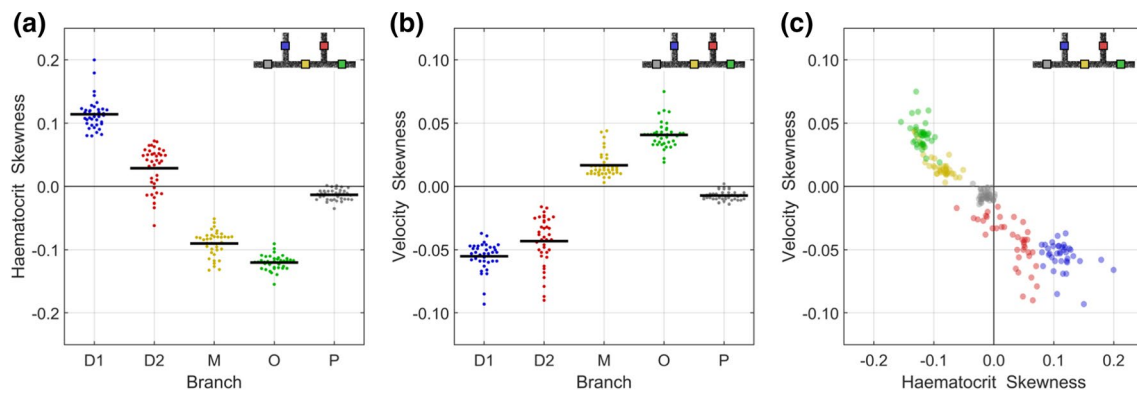 (a)
Haematocrit Skewness
0.2
0.1
0.0
-0.1
-0.2
D1 D2 M O P
Branch
(b)
Velocity Skewness
0.10
0.05
0.00
-0.05
-0.10
D1 D2 M O P
Branch
(c)
Velocity Skewness
0.10
0.05
0.00
-0.05
-0.10
-0.2 -0.1 0.0 0.1 0.2
Haematocrit Skewness